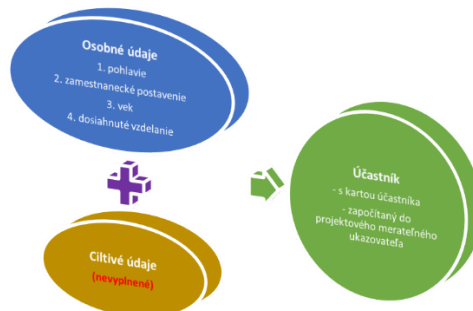 Osobné údaje
1. pohlavie
2. zamestnanecké postavenie
3. vek
4. dosiahnuté vzdelanie
Ciltivé údaje
(nevyplnené)
Účastník
- s kartou účastníka
- započítaný do
projektového merateľného
ukazovateľa